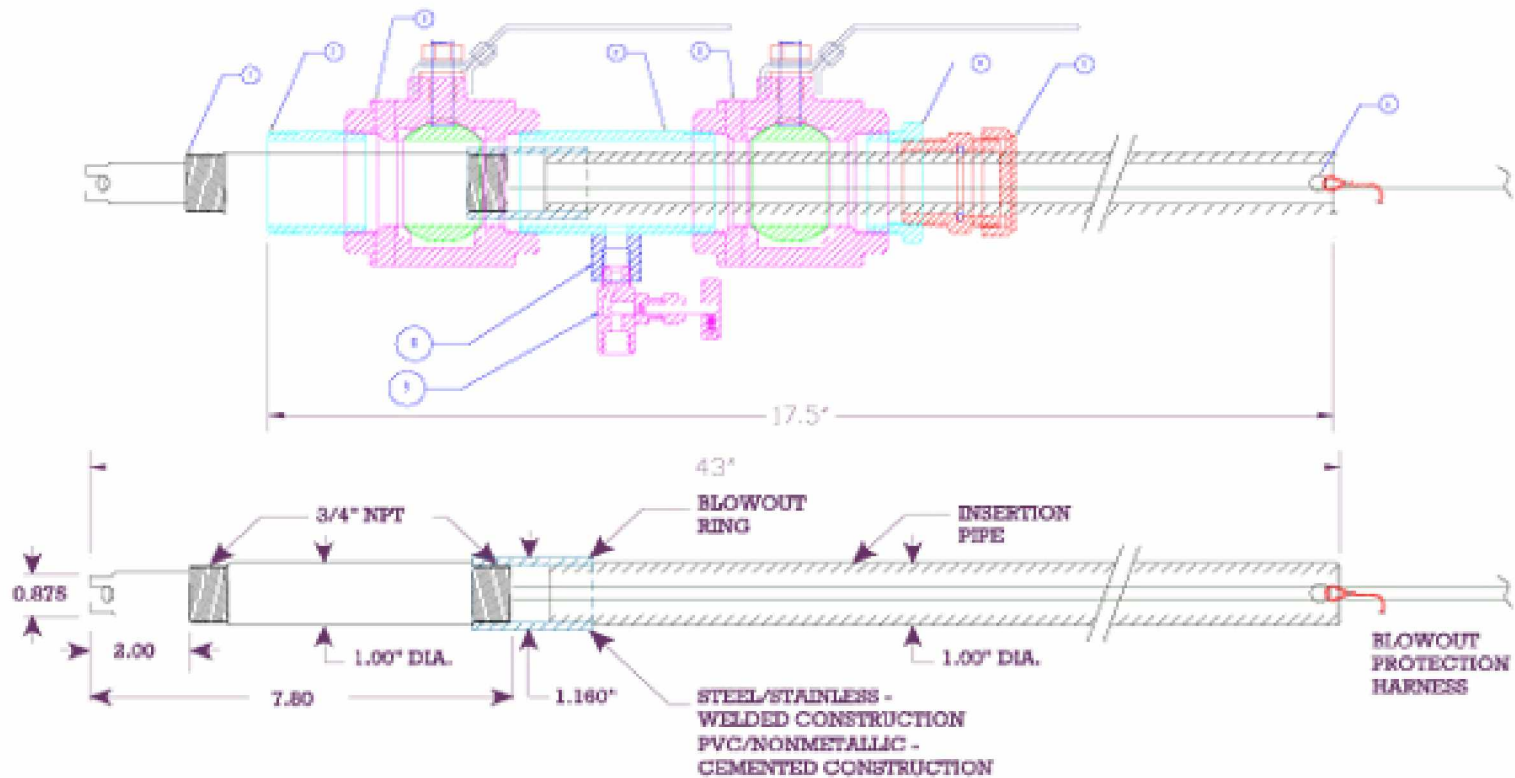 17.5"
43"
3/4" NPT
BLOWOUT
RING
INSERTION
PIPE
0.875
2.00
1.00" DIA.
7.80
1.160"
1.00" DIA.
STEEL/STAINLESS -
WELDED CONSTRUCTION
PVC/NONMETALLIC -
CEMENTED CONSTRUCTION
BLOWOUT
PROTECTION
HARNESS